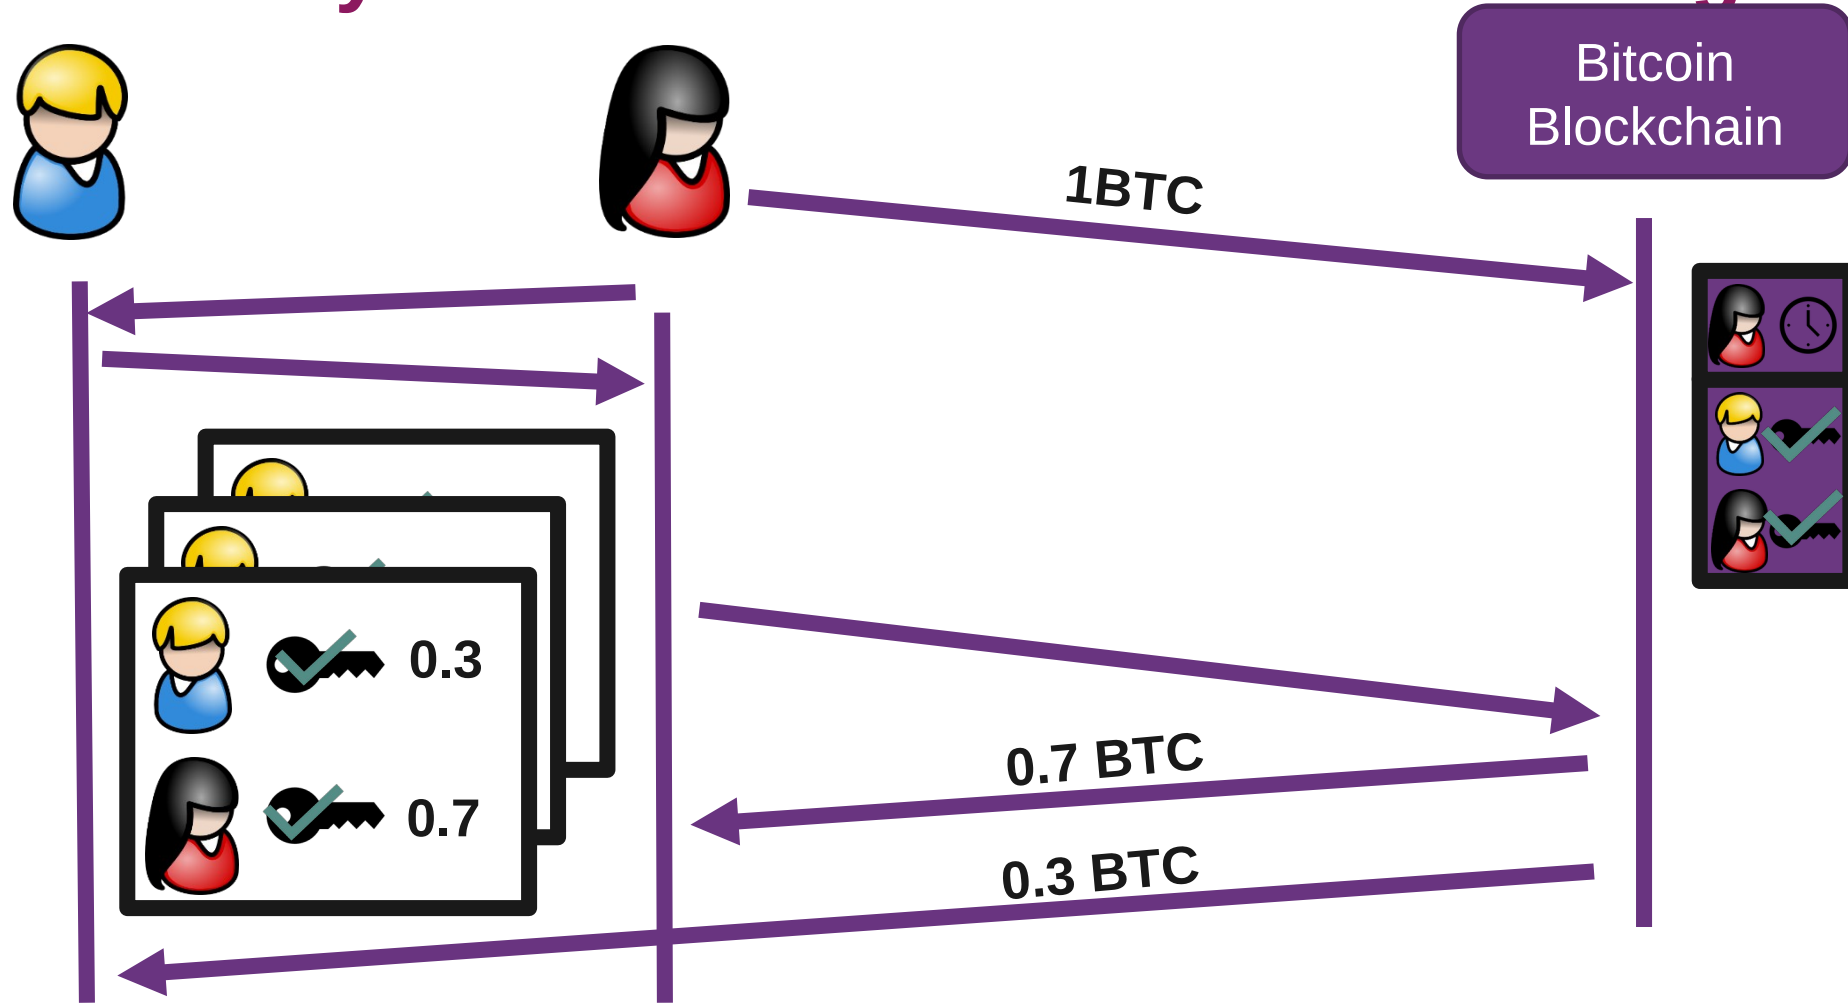 Bitcoin
Blockchain
1BTC
0.3
0.7
0.7 BTC
0.3 BTC